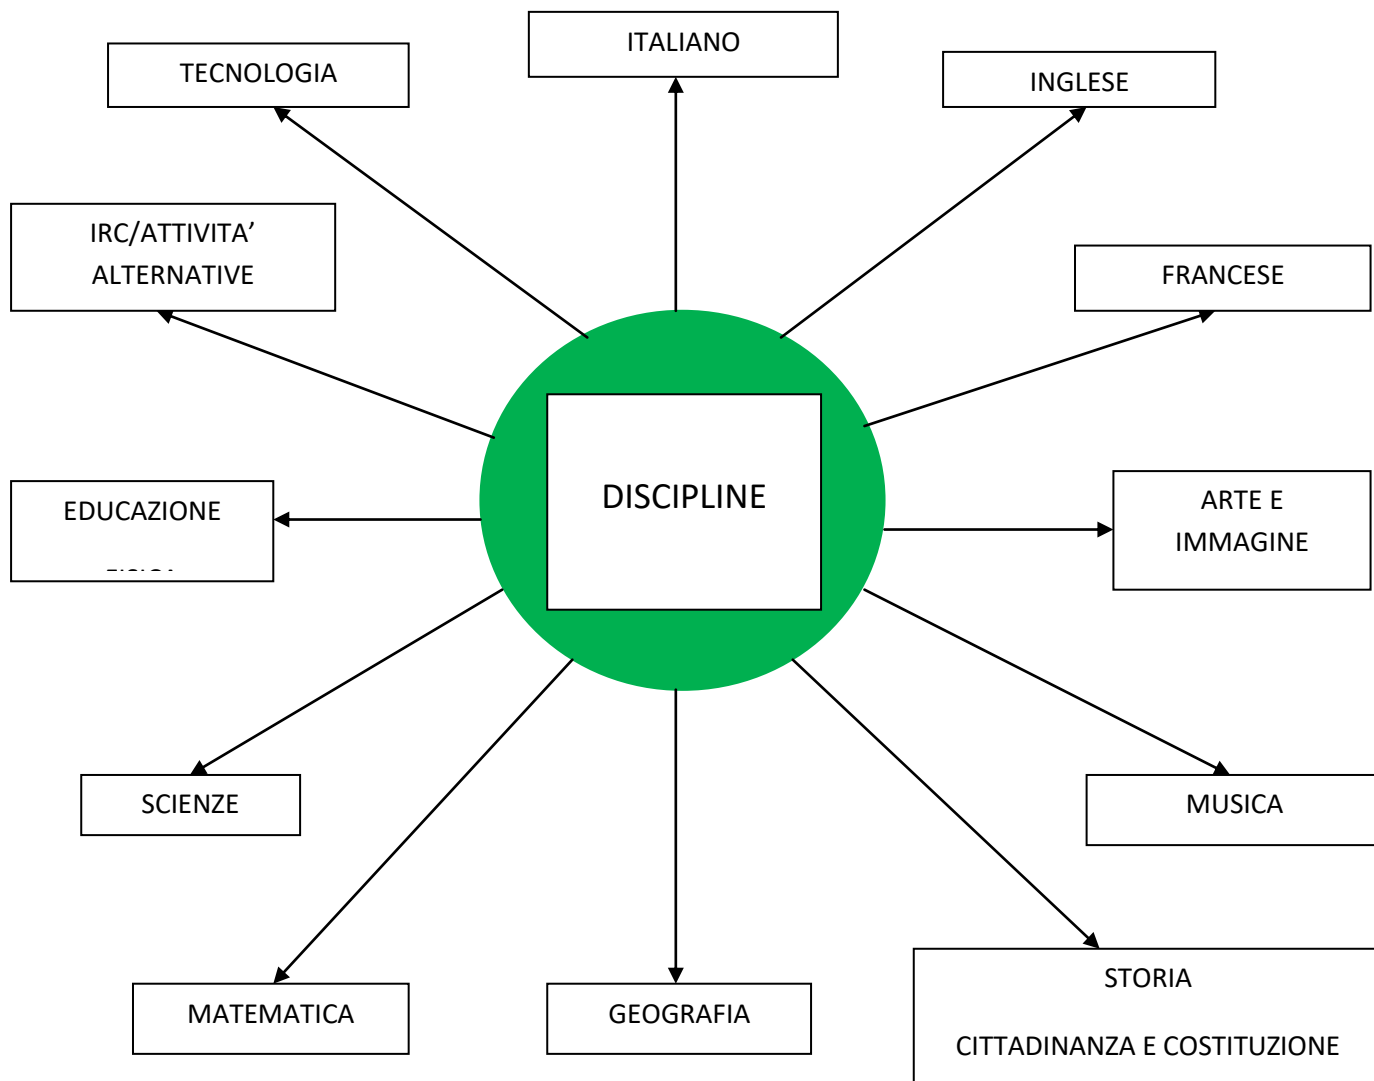 ITALIANO
TECNOLOGIA
INGLESE
IRC/ATTIVITA’
ALTERNATIVE
FRANCESE
DISCIPLINE
EDUCAZIONE
ARTE E
IMMAGINE
SCIENZE
MUSICA
MATEMATICA
GEOGRAFIA
STORIA
CITTADINANZA E COSTITUZIONE